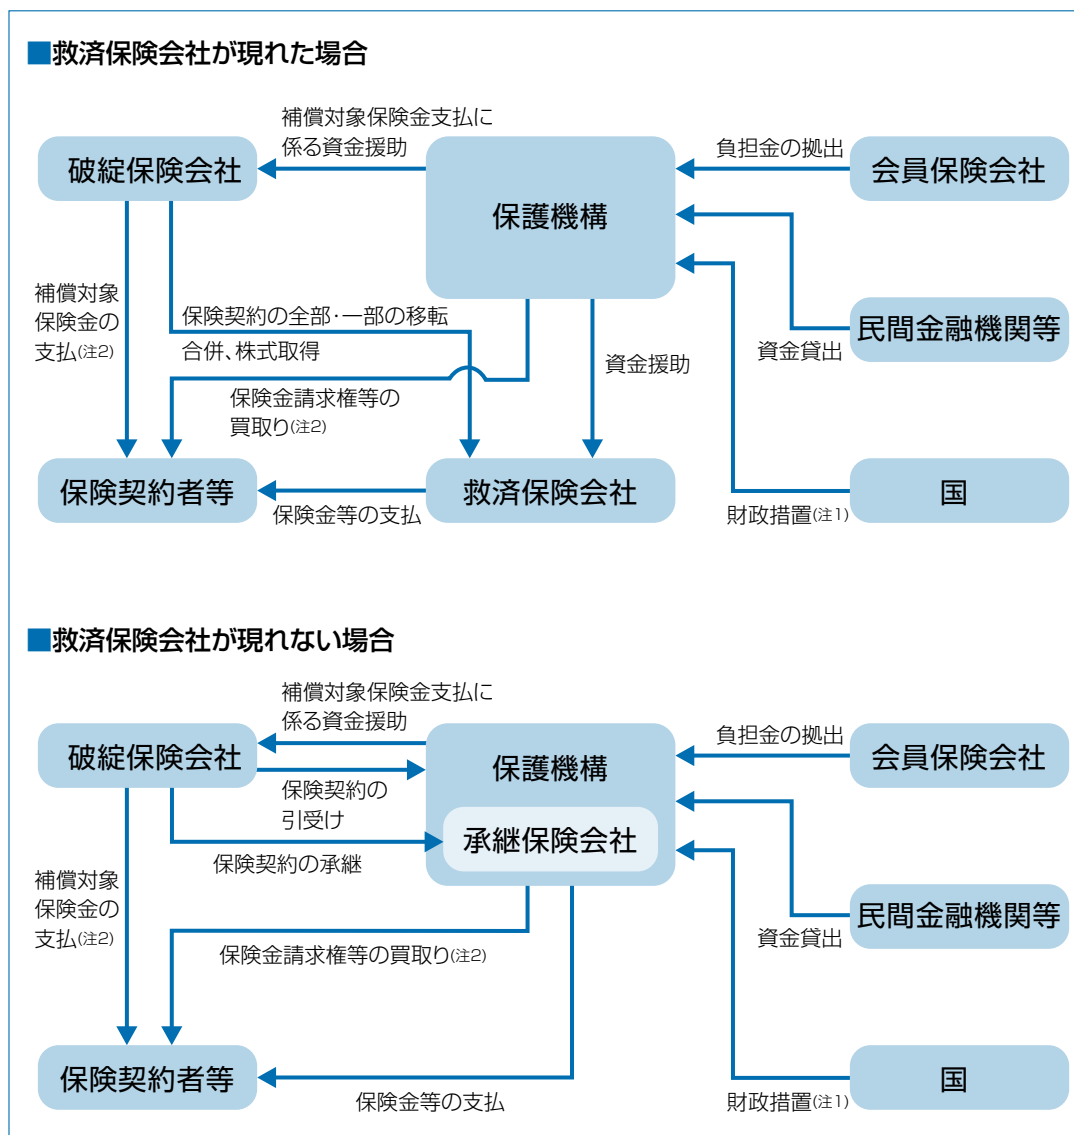 ■救済保険会社が現れた場合
補償対象保険金支払に
係る資金援助
負担金の拠出
破綻保険会社
保護機構
会員保険会社
補償対象
保険金の
支払(注2)
保険契約の全部・一部の移転
合併、株式取得
資金援助
民間金融機関等
資金貸出
保険金請求権等の
買取り(注2)
保険契約者等
救済保険会社
国
保険金等の支払
財政措置(注1)
■救済保険会社が現れない場合
補償対象保険金支払に
係る資金援助
負担金の拠出
破綻保険会社
保護機構
会員保険会社
保険契約の
引受け
承継保険会社
保険契約の承継
補償対象
保険金の
支払(注2)
民間金融機関等
資金貸出
保険金請求権等の買取り(注2)
保険契約者等
国
保険金等の支払
財政措置(注1)